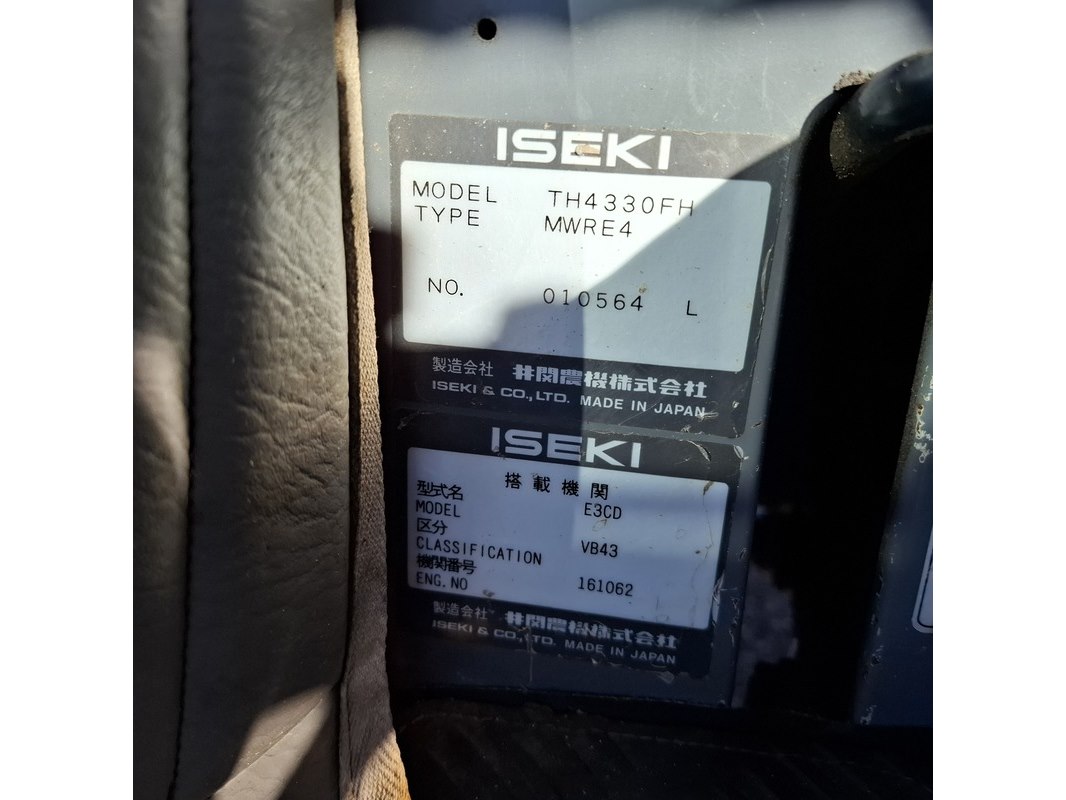 ISEKI
MODEL TH4330FH
TYPE MWRE4
NO. 010564 L
製造会社 井関農機株式会社
ISEKI & CO., LTD. MADE IN JAPAN
ISEKI
搭載機関
型式名
MODEL E3CD
区分
CLASSIFICATION VB43
機関番号
ENG. NO 161062
製造会社 井関農機株式会社
ISEKI & CO., LTD. MADE IN JAPAN